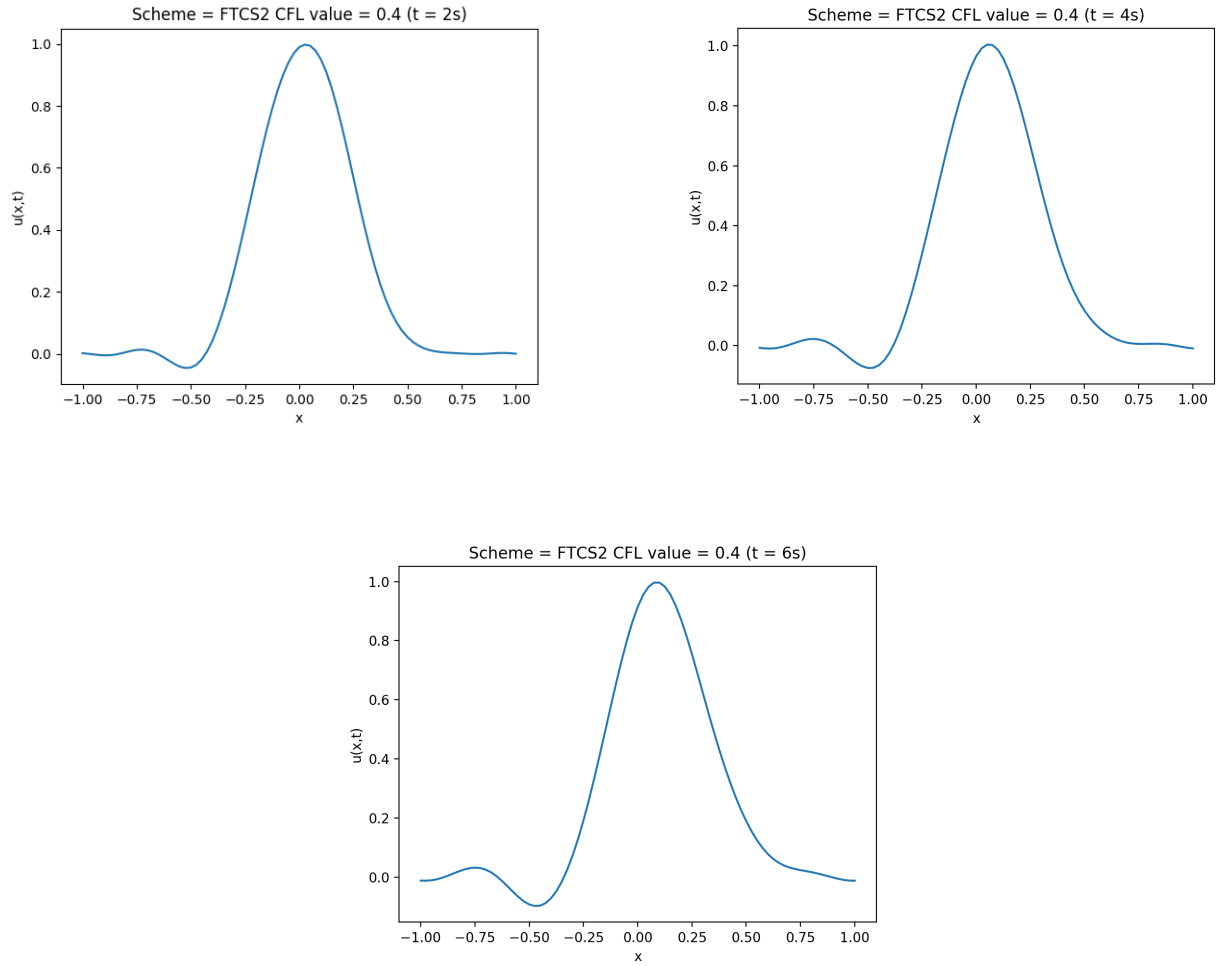 Scheme = FTCS2 CFL value = 0.4 (t = 2s)
1.0
0.8
0.6
0.4
0.2
0.0
u(x,t)
−1.00 −0.75 −0.50 −0.25 0.00 0.25 0.50 0.75 1.00
x
Scheme = FTCS2 CFL value = 0.4 (t = 4s)
1.0
0.8
0.6
0.4
0.2
0.0
u(x,t)
−1.00 −0.75 −0.50 −0.25 0.00 0.25 0.50 0.75 1.00
x
Scheme = FTCS2 CFL value = 0.4 (t = 6s)
1.0
0.8
0.6
0.4
0.2
0.0
u(x,t)
−1.00 −0.75 −0.50 −0.25 0.00 0.25 0.50 0.75 1.00
x